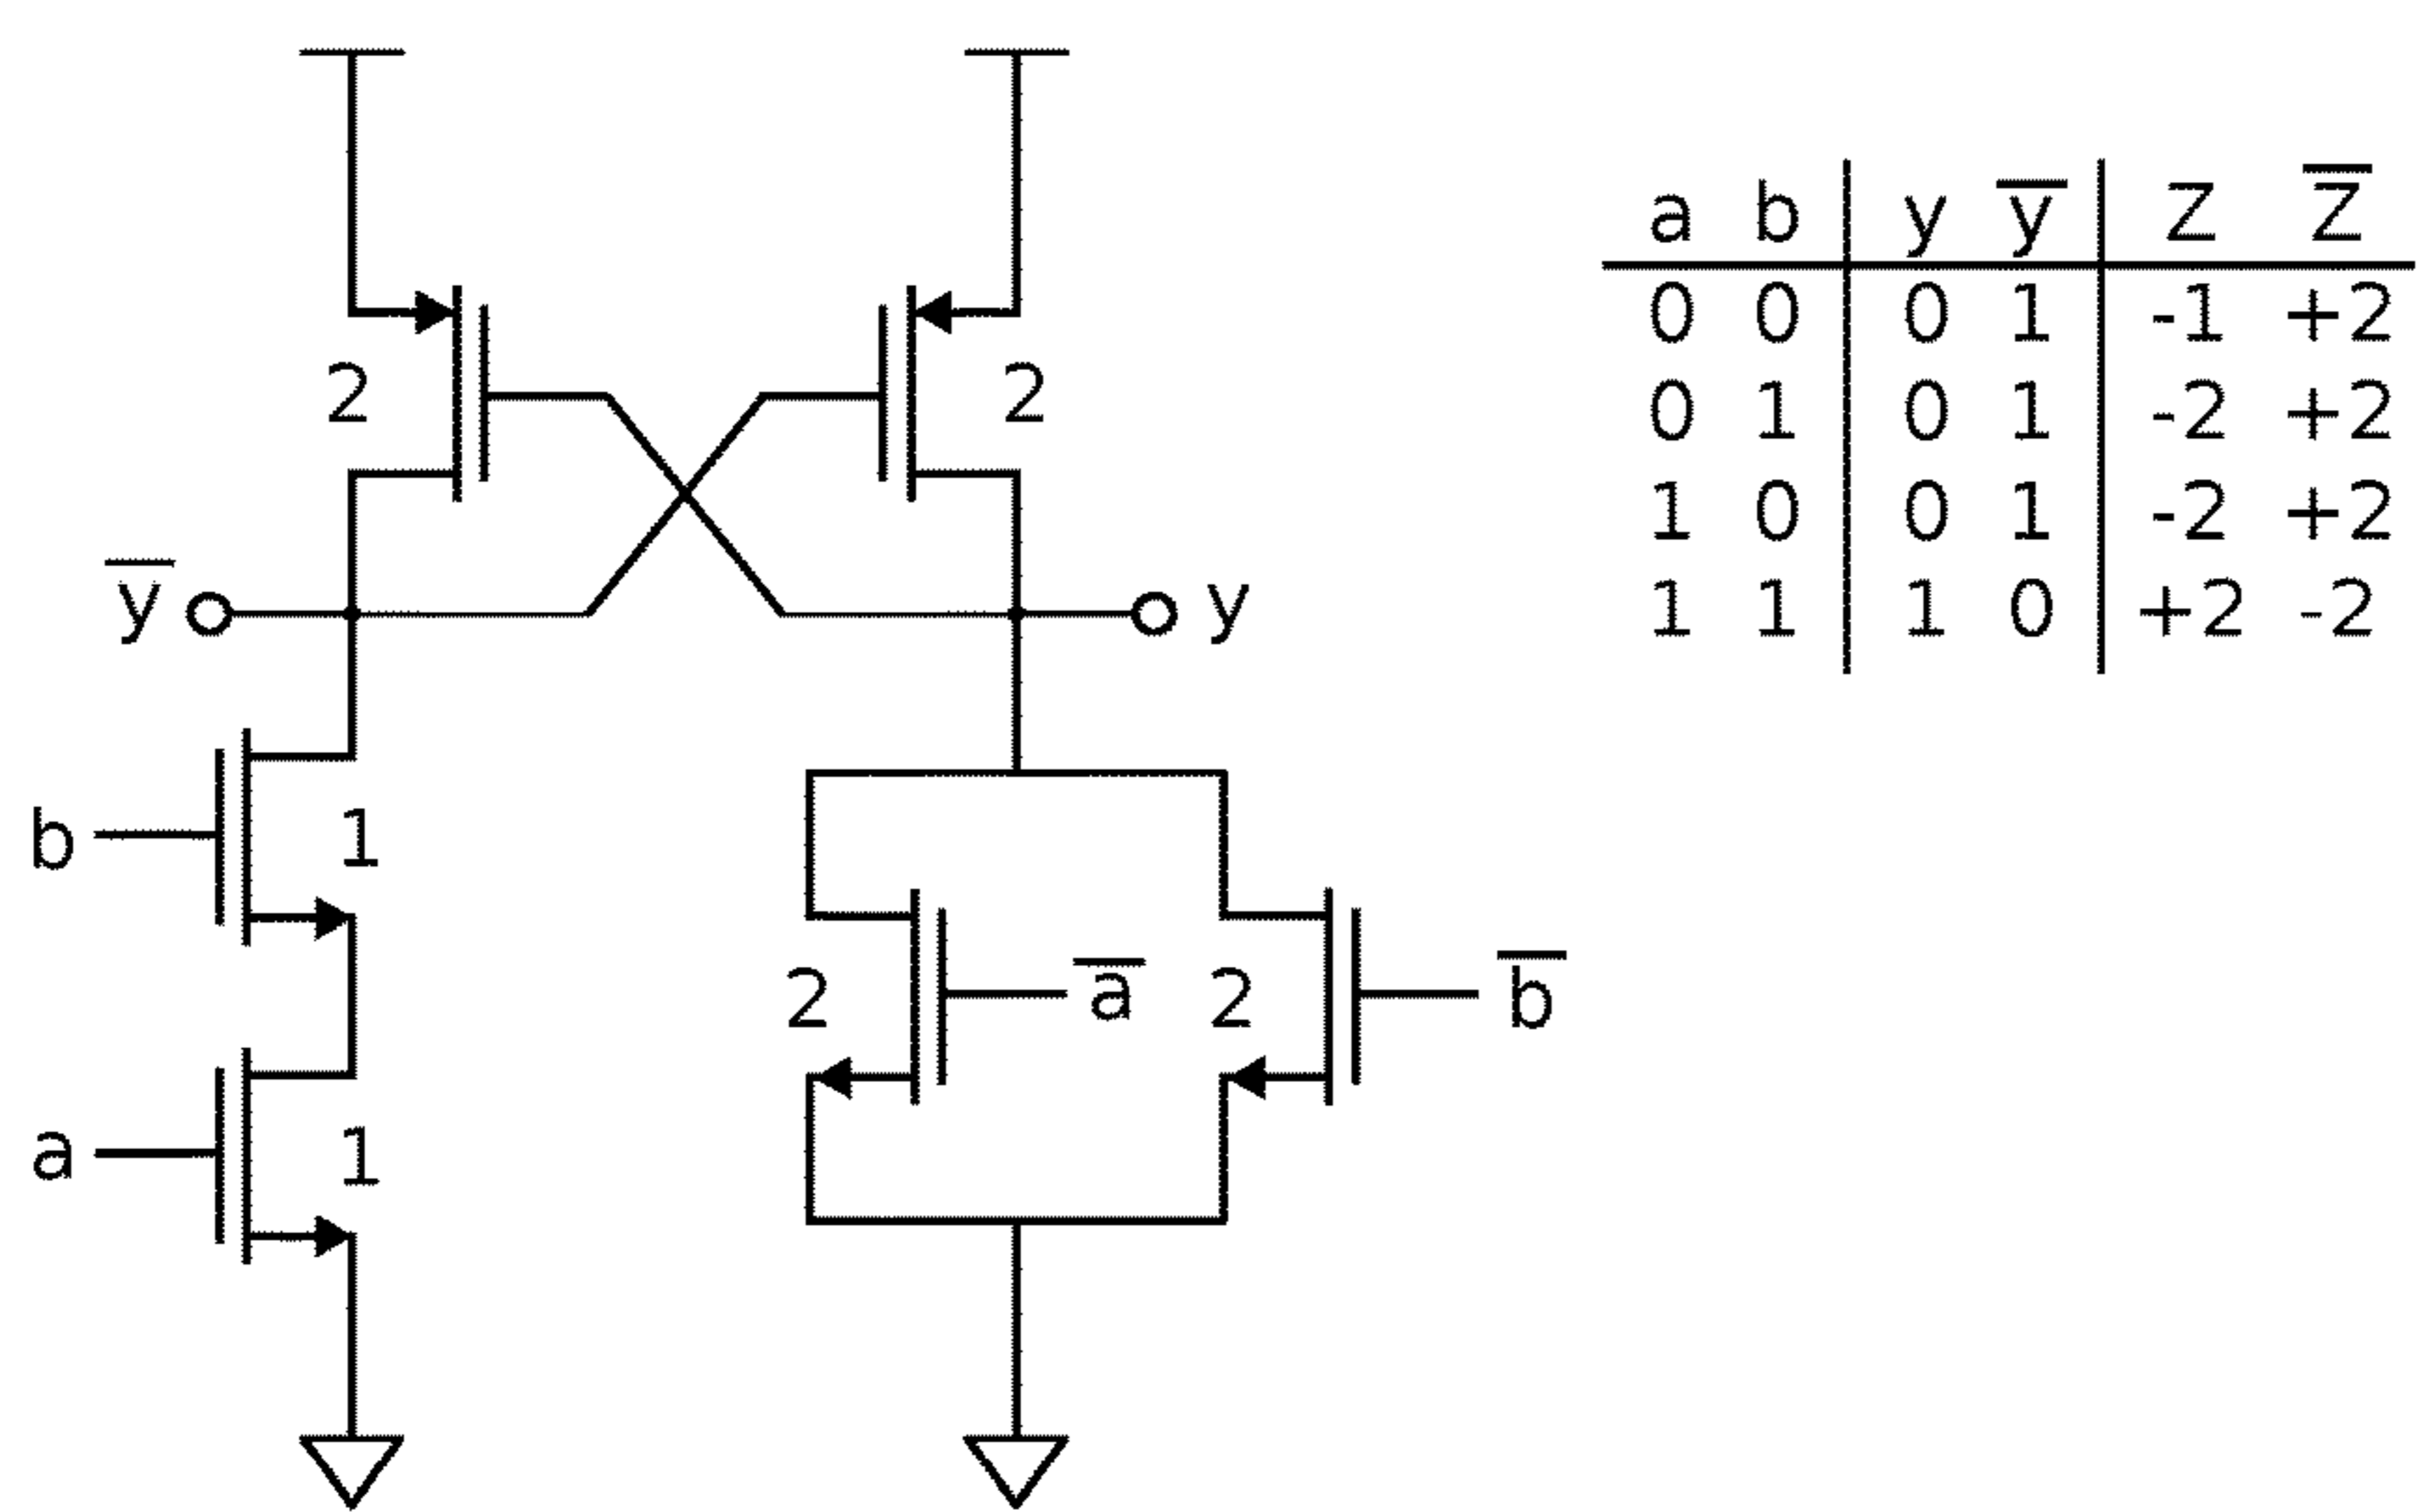 a b y y̅ Z Z̅
0 0 0 1 -1 +2
0 1 0 1 -2 +2
1 0 0 1 -2 +2
1 1 1 0 +2 -2
2 2
y̅ y
b 1
2 a̅ 2 b̅
a 1